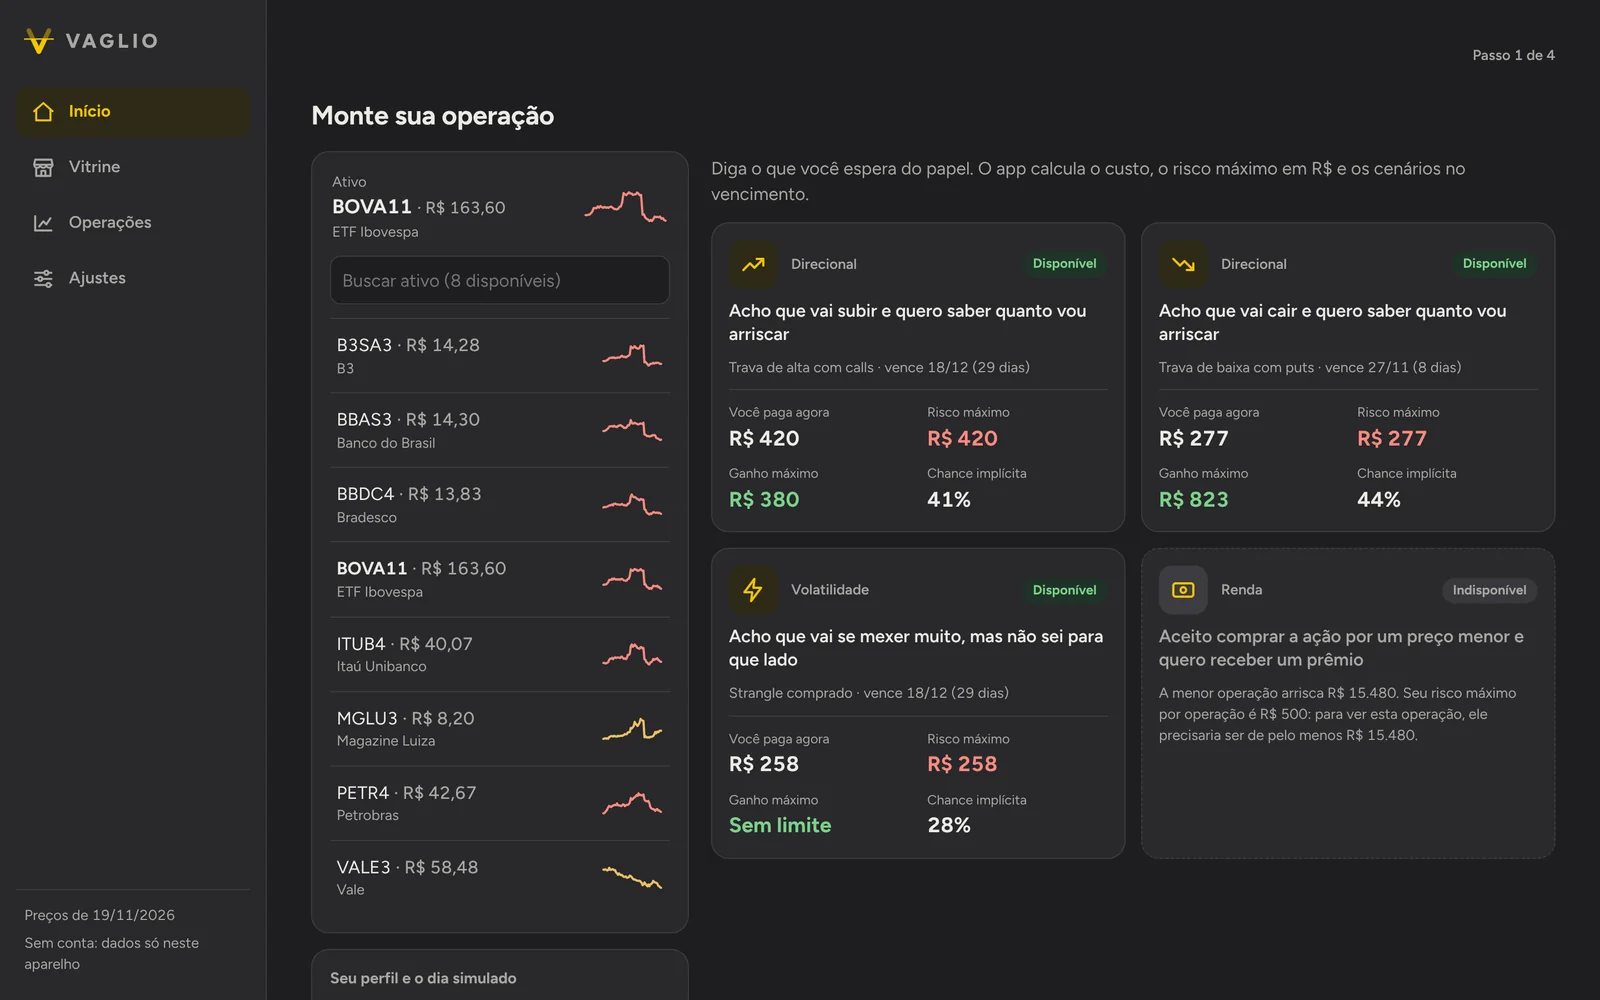 VAGLIO
Início
Vitrine
Operações
Ajustes
Preços de 19/11/2026
Sem conta: dados só neste
aparelho
Passo 1 de 4
Monte sua operação
Ativo
BOVA11 · R$ 163,60
ETF Ibovespa
Buscar ativo (8 disponíveis)
B3SA3 · R$ 14,28
B3
BBAS3 · R$ 14,30
Banco do Brasil
BBDC4 · R$ 13,83
Bradesco
BOVA11 · R$ 163,60
ETF Ibovespa
ITUB4 · R$ 40,07
Itaú Unibanco
MGLU3 · R$ 8,20
Magazine Luiza
PETR4 · R$ 42,67
Petrobras
VALE3 · R$ 58,48
Vale
Seu perfil e o dia simulado
Diga o que você espera do papel. O app calcula o custo, o risco máximo em R$ e os cenários no
vencimento.
Direcional
Disponível
Acho que vai subir e quero saber quanto vou
arriscar
Trava de alta com calls · vence 18/12 (29 dias)
Você paga agora
Risco máximo
R$ 420
R$ 420
Ganho máximo
Chance implícita
R$ 380
41%
Direcional
Disponível
Acho que vai cair e quero saber quanto vou
arriscar
Trava de baixa com puts · vence 27/11 (8 dias)
Você paga agora
Risco máximo
R$ 277
R$ 277
Ganho máximo
Chance implícita
R$ 823
44%
Volatilidade
Disponível
Acho que vai se mexer muito, mas não sei para
que lado
Strangle comprado · vence 18/12 (29 dias)
Você paga agora
Risco máximo
R$ 258
R$ 258
Ganho máximo
Chance implícita
Sem limite
28%
Renda
Indisponível
Aceito comprar a ação por um preço menor e
quero receber um prêmio
A menor operação arrisca R$ 15.480. Seu risco máximo
por operação é R$ 500: para ver esta operação, ele
precisaria ser de pelo menos R$ 15.480.